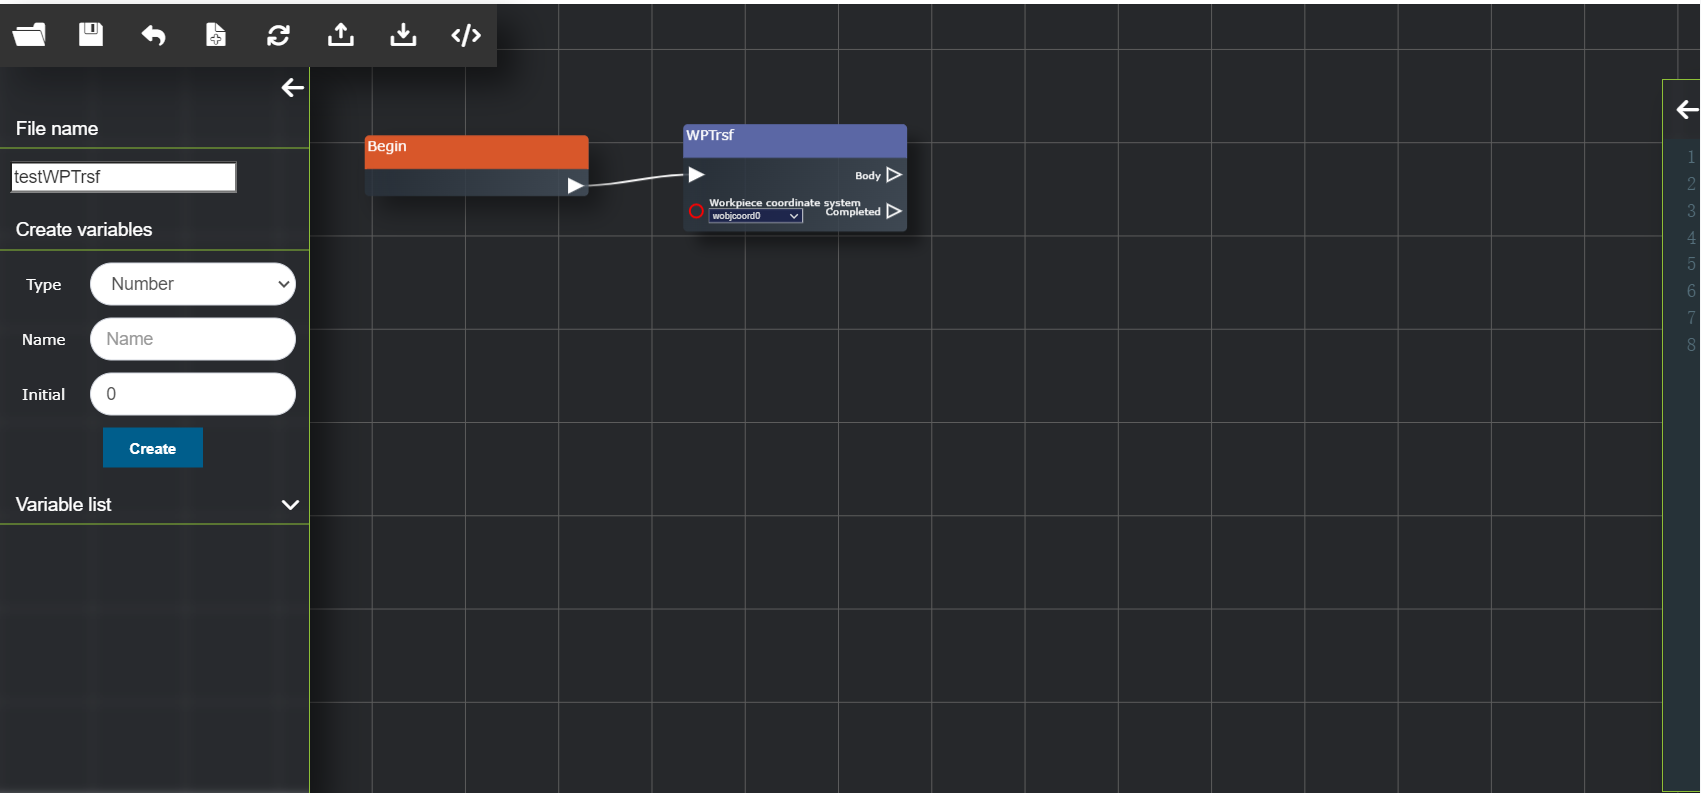 File name
testWPTrsf
Create variables
Type
Number
Name
Name
Initial
0
Create
Variable list
Begin
WPTrsf
Body
Workpiece coordinate system
wobjcoord0
Completed
1
2
3
4
5
6
7
8